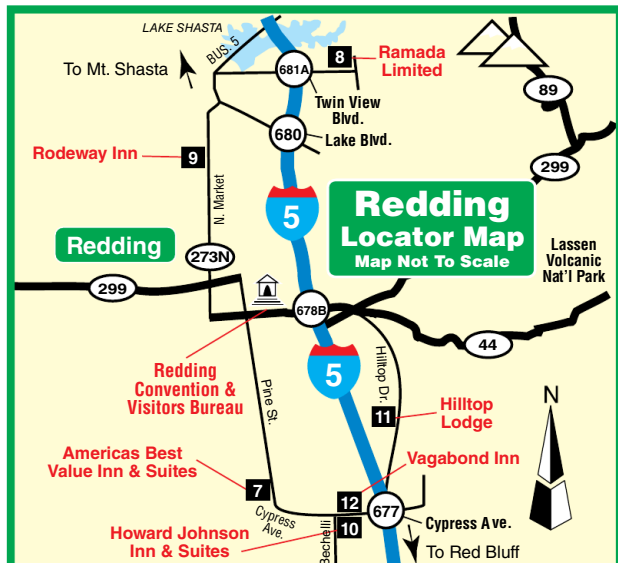 LAKE SHASTA
BUS. 5
To Mt. Shasta
681A
8
Ramada
Limited
Twin View
Blvd.
89
680
Lake Blvd.
Rodeway Inn
9
299
N. Market
5
Redding
Locator Map
Map Not To Scale
Redding
273N
Lassen
Volcanic
Nat'l Park
299
678B
44
Redding
Convention &
Visitors Bureau
Pine St.
5
Hilltop Dr.
11
Hilltop
Lodge
N
Americas Best
Value Inn & Suites
7
Vagabond Inn
12
677
Cypress
Ave.
Cypress Ave.
Howard Johnson
Inn & Suites
10
Bechelli
To Red Bluff